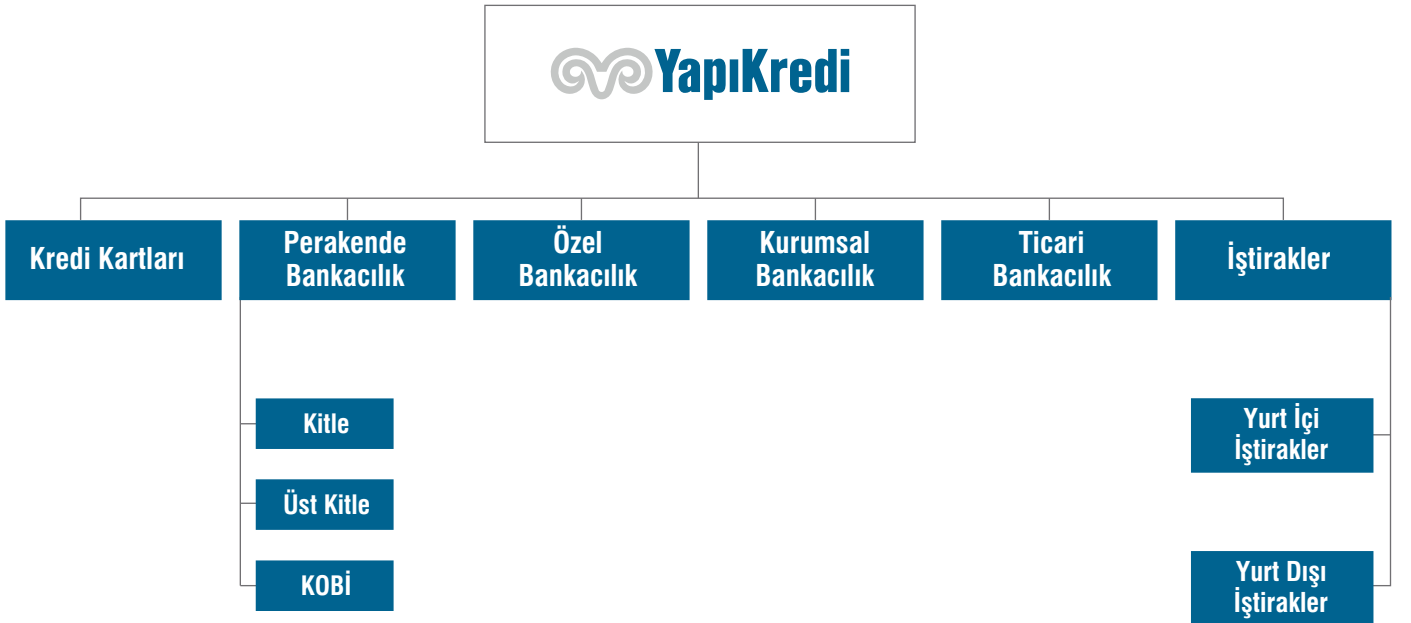 YapıKredi
Kredi Kartları
Perakende
Bankacılık
Özel
Bankacılık
Kurumsal
Bankacılık
Ticari
Bankacılık
İştirakler
Kitle
Üst Kitle
KOBİ
Yurt İçi
İştirakler
Yurt Dışı
İştirakler